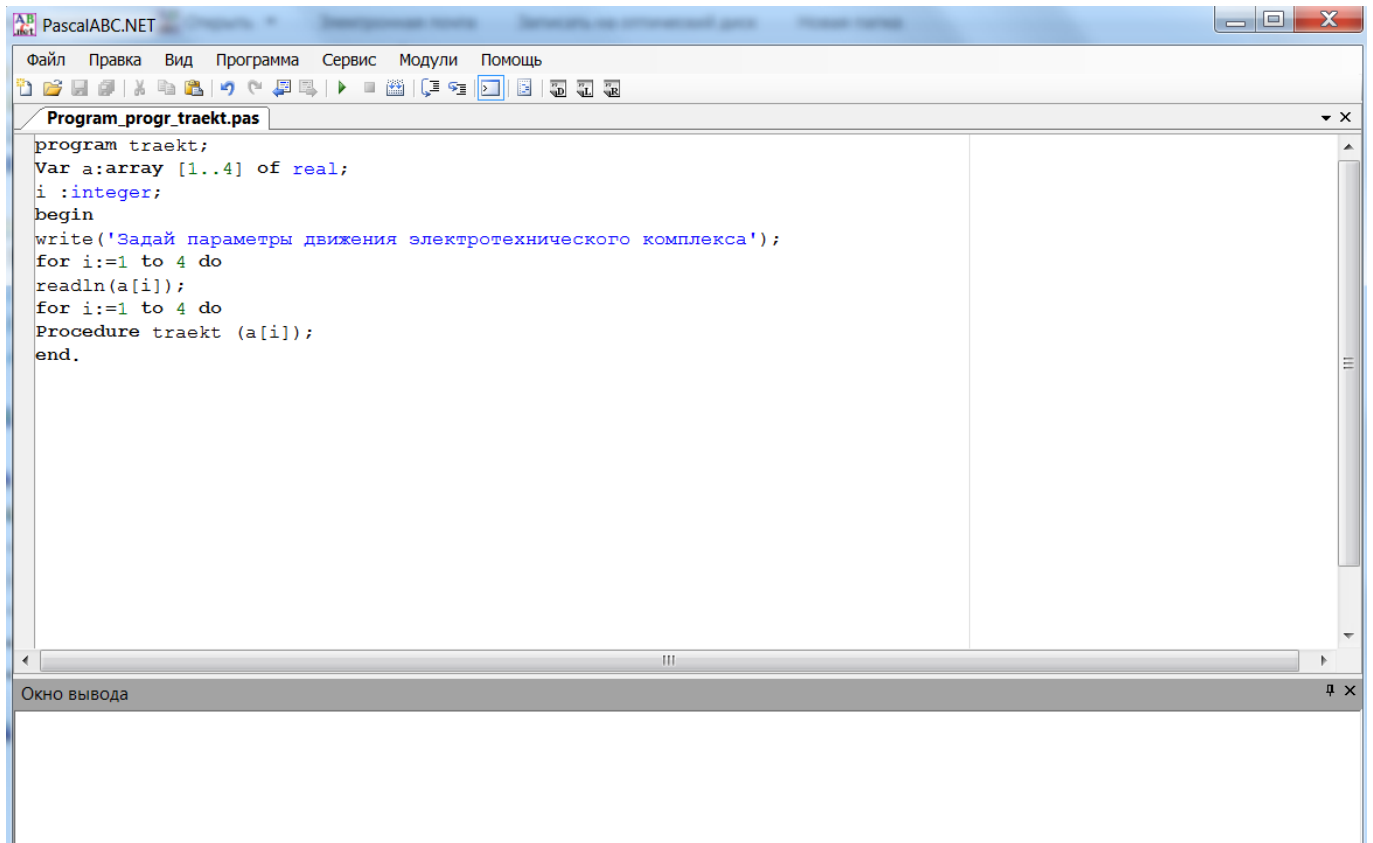 PascalABC.NET
Файл Правка Вид Программа Сервис Модули Помощь
Program_progr_traekt.pas
program traekt;
Var a:array [1..4] of real;
i :integer;
begin
write('Задай параметры движения электротехнического комплекса');
for i:=1 to 4 do
readln(a[i]);
for i:=1 to 4 do
Procedure traekt (a[i]);
end.
Окно вывода